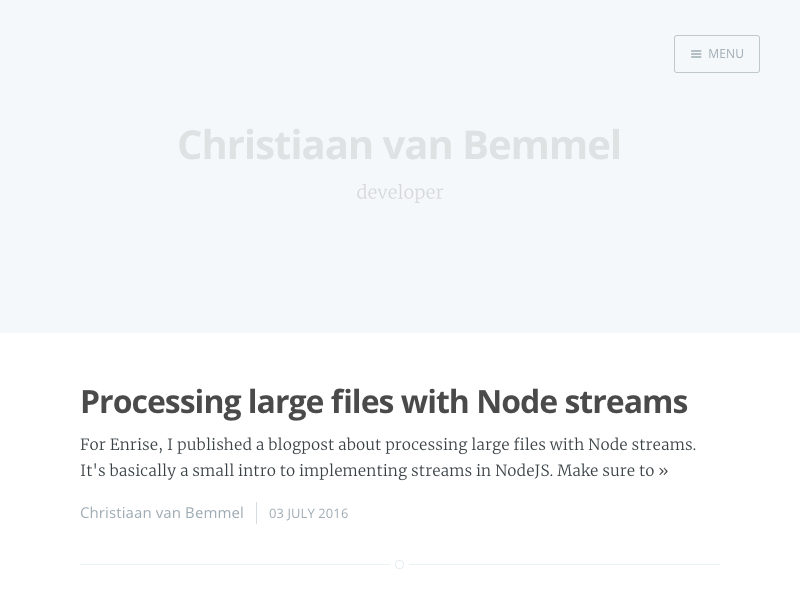 MENU
Christiaan van Bemmel
developer
Processing large files with Node streams
For Enrise, I published a blogpost about processing large files with Node streams.
It's basically a small intro to implementing streams in NodeJS. Make sure to »
Christiaan van Bemmel
03 JULY 2016